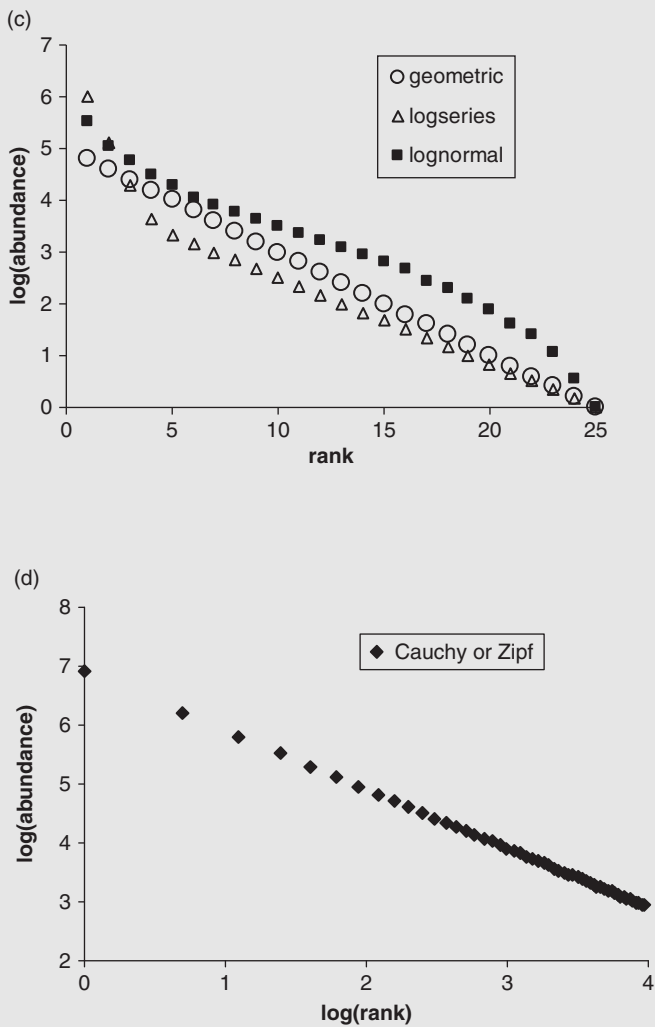 (c)
7
6
5
4
3
2
1
0
log(abundance)
geometric
logseries
lognormal
0 5 10 15 20 25
rank
(d)
8
7
6
5
4
3
2
log(abundance)
Cauchy or Zipf
0 1 2 3 4
log(rank)